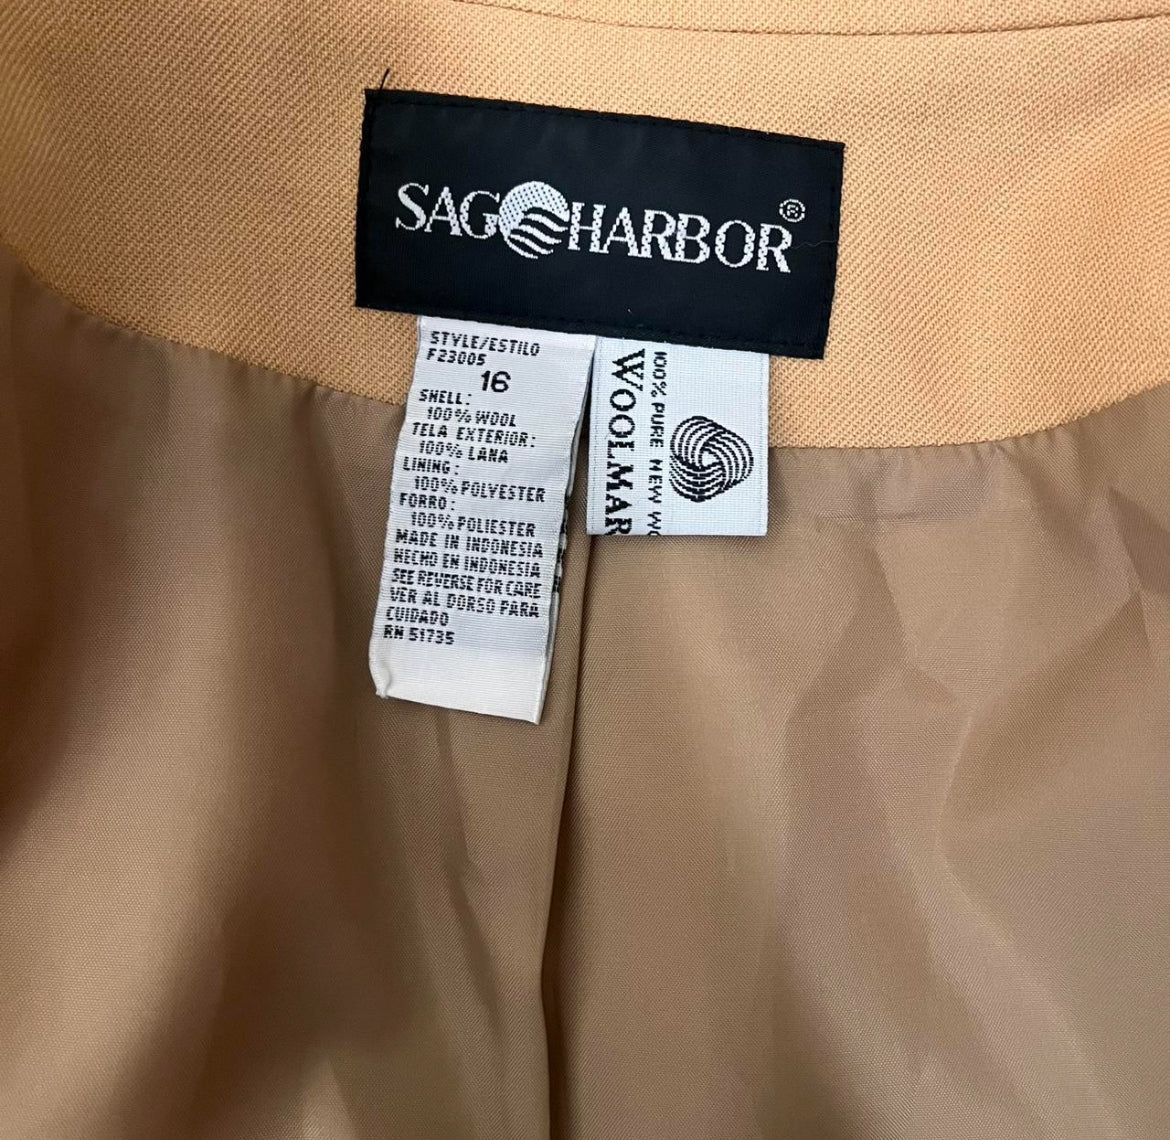 SAG HARBOR®
STYLE/ESTILO
F23005
16
SHELL:
100% WOOL
TELA EXTERIOR:
100% LANA
LINING:
100% POLYESTER
FORRO:
100% POLIESTER
MADE IN INDONESIA
HECHO EN INDONESIA
SEE REVERSE FOR CARE
VER AL DORSO PARA
CUIDADO
RN 51735
100% PURE NEW WO
WOOLMAR